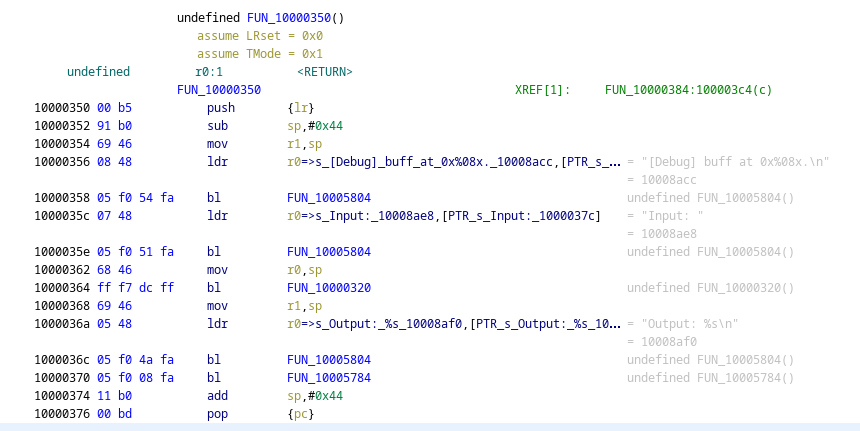 undefined FUN_10000350()
assume LRset = 0x0
assume TMode = 0x1
undefined r0:1 <RETURN>
FUN_10000350 XREF[1]: FUN_10000384:100003c4(c)
10000350 00 b5 push {lr}
10000352 91 b0 sub sp,#0x44
10000354 69 46 mov r1,sp
10000356 08 48 ldr r0=>s_[Debug]_buff_at_0x%08x._10008acc,[PTR_s_... = "[Debug] buff at 0x%08x.\n"
= 10008acc
10000358 05 f0 54 fa bl FUN_10005804 undefined FUN_10005804()
1000035c 07 48 ldr r0=>s_Input:_10008ae8,[PTR_s_Input:_1000037c] = "Input: "
= 10008ae8
1000035e 05 f0 51 fa bl FUN_10005804 undefined FUN_10005804()
10000362 68 46 mov r0,sp
10000364 ff f7 dc ff bl FUN_10000320 undefined FUN_10000320()
10000368 69 46 mov r1,sp
1000036a 05 48 ldr r0=>s_Output:_%s_10008af0,[PTR_s_Output:_%s_10... = "Output: %s\n"
= 10008af0
1000036c 05 f0 4a fa bl FUN_10005804 undefined FUN_10005804()
10000370 05 f0 08 fa bl FUN_10005784 undefined FUN_10005784()
10000374 11 b0 add sp,#0x44
10000376 00 bd pop {pc}